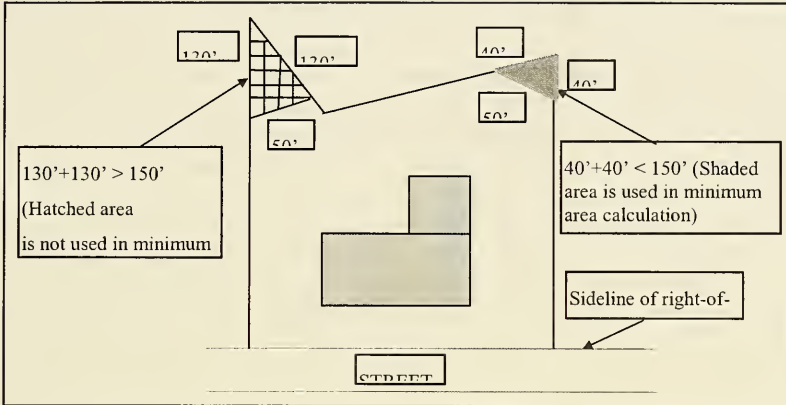 130'
130'
50'
40'
40'
50'
130'+130' > 150'
(Hatched area
is not used in minimum
40'+40' < 150' (Shaded
area is used in minimum
area calculation)
Sideline of right-of-
STREET